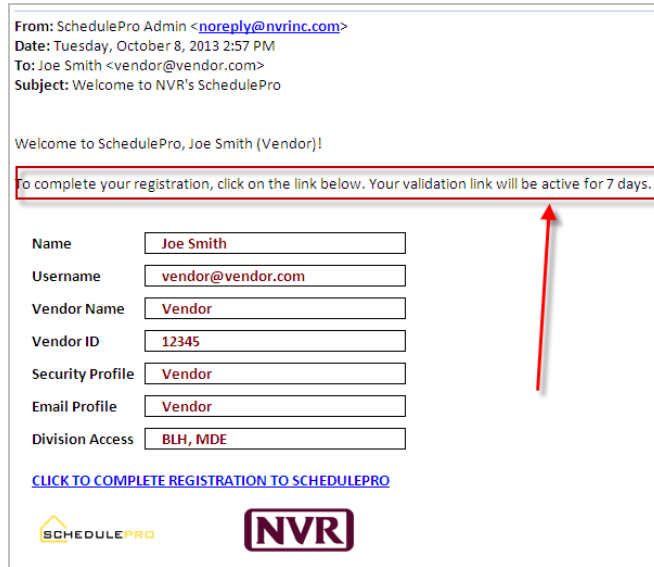 From: SchedulePro Admin <noreply@nvrinc.com>
Date: Tuesday, October 8, 2013 2:57 PM
To: Joe Smith <vendor@vendor.com>
Subject: Welcome to NVR's SchedulePro
Welcome to SchedulePro, Joe Smith (Vendor)!
To complete your registration, click on the link below. Your validation link will be active for 7 days.
Name Joe Smith
Username vendor@vendor.com
Vendor Name Vendor
Vendor ID 12345
Security Profile Vendor
Email Profile Vendor
Division Access BLH, MDE
CLICK TO COMPLETE REGISTRATION TO SCHEDULEPRO
SCHEDULEPRO NVR